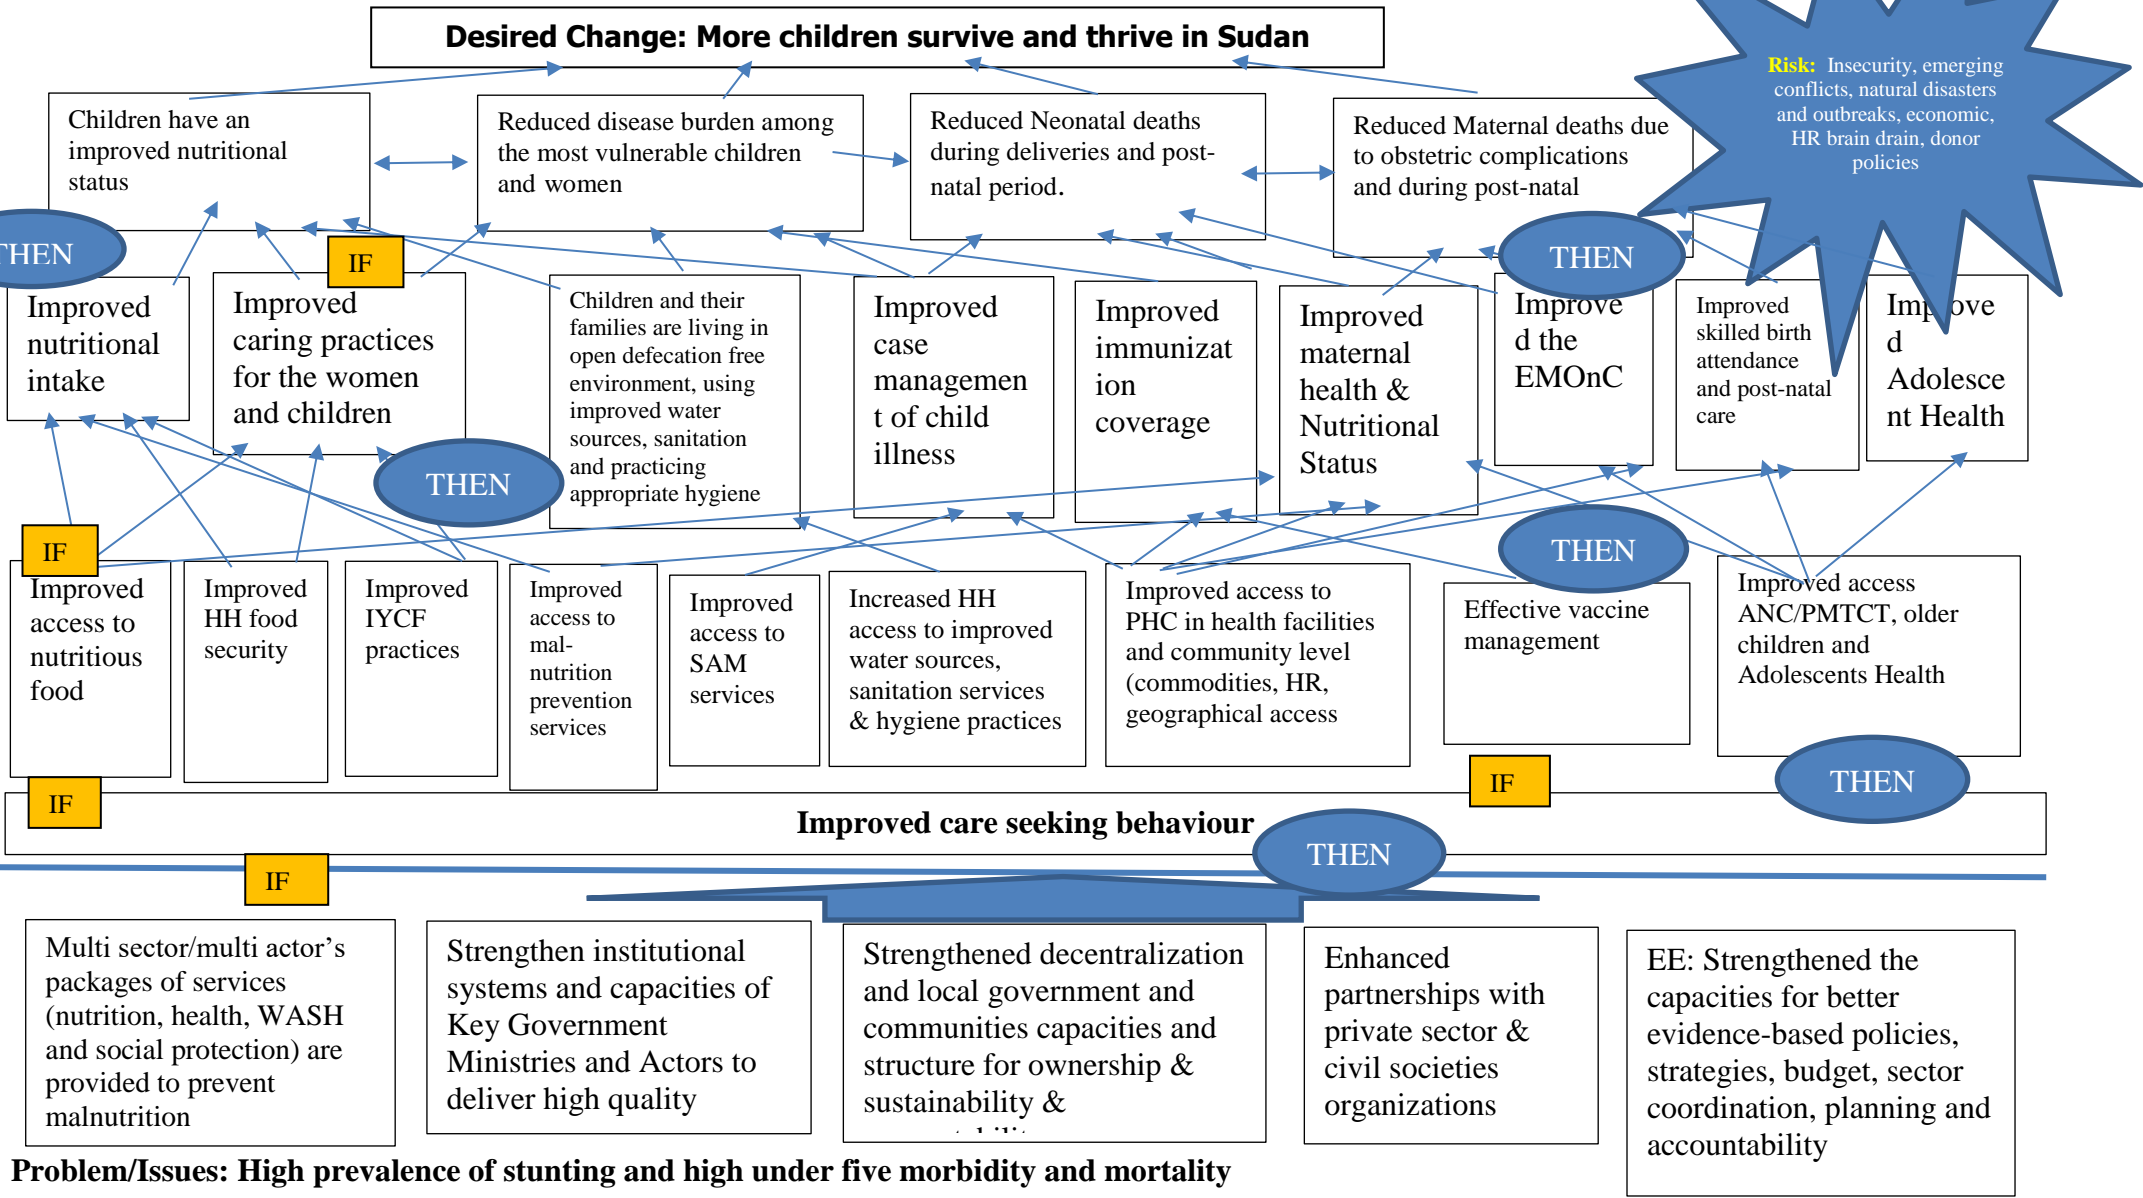 Desired Change: More children survive and thrive in Sudan
Risk: Insecurity, emerging
conflicts, natural disasters
and outbreaks, economic,
HR brain drain, donor
policies
Children have an
improved nutritional
status
Reduced disease burden among
the most vulnerable children
and women
Reduced Neonatal deaths
during deliveries and post-
natal period.
Reduced Maternal deaths due
to obstetric complications
and during post-natal
THEN
IF
THEN
Improved
nutritional
intake
Improved
caring practices
for the women
and children
Children and their
families are living in
open defecation free
environment, using
improved water
sources, sanitation
and practicing
appropriate hygiene
Improved
case
managemen
t of child
illness
Improved
immunizat
ion
coverage
Improved
maternal
health &
Nutritional
Status
Improve
d the
EMOnC
Improved
skilled birth
attendance
and post-natal
care
Improve
d
Adolesce
nt Health
THEN
IF
THEN
Improved
access to
nutritious
food
Improved
HH food
security
Improved
IYCF
practices
Improved
access to
mal-
nutrition
prevention
services
Improved
access to
SAM
services
Increased HH
access to improved
water sources,
sanitation services
& hygiene practices
Improved access to
PHC in health facilities
and community level
(commodities, HR,
geographical access
Effective vaccine
management
Improved access
ANC/PMTCT, older
children and
Adolescents Health
IF
IF
THEN
Improved care seeking behaviour
THEN
IF
Multi sector/multi actor’s
packages of services
(nutrition, health, WASH
and social protection) are
provided to prevent
malnutrition
Strengthen institutional
systems and capacities of
Key Government
Ministries and Actors to
deliver high quality
Strengthened decentralization
and local government and
communities capacities and
structure for ownership &
sustainability &
Enhanced
partnerships with
private sector &
civil societies
organizations
EE: Strengthened the
capacities for better
evidence-based policies,
strategies, budget, sector
coordination, planning and
accountability
Problem/Issues: High prevalence of stunting and high under five morbidity and mortality